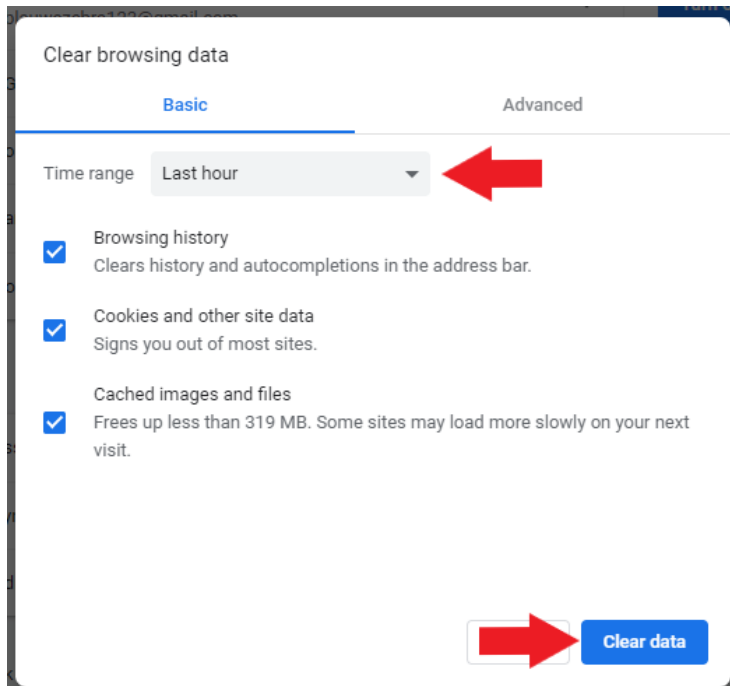 Clear browsing data
Basic
Advanced
Time range
Last hour
Browsing history
Clears history and autocompletions in the address bar.
Cookies and other site data
Signs you out of most sites.
Cached images and files
Frees up less than 319 MB. Some sites may load more slowly on your next
visit.
Clear data